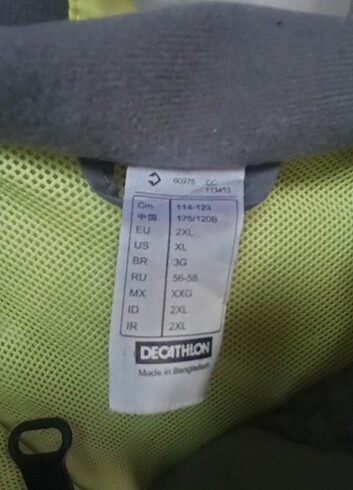 60975 CC: 113453
Cm 114-123
中国 175/120B
EU 2XL
US XL
BR 3G
RU 56-58
MX XXG
ID 2XL
IR 2XL
DECATHLON
Made in Bangladesh